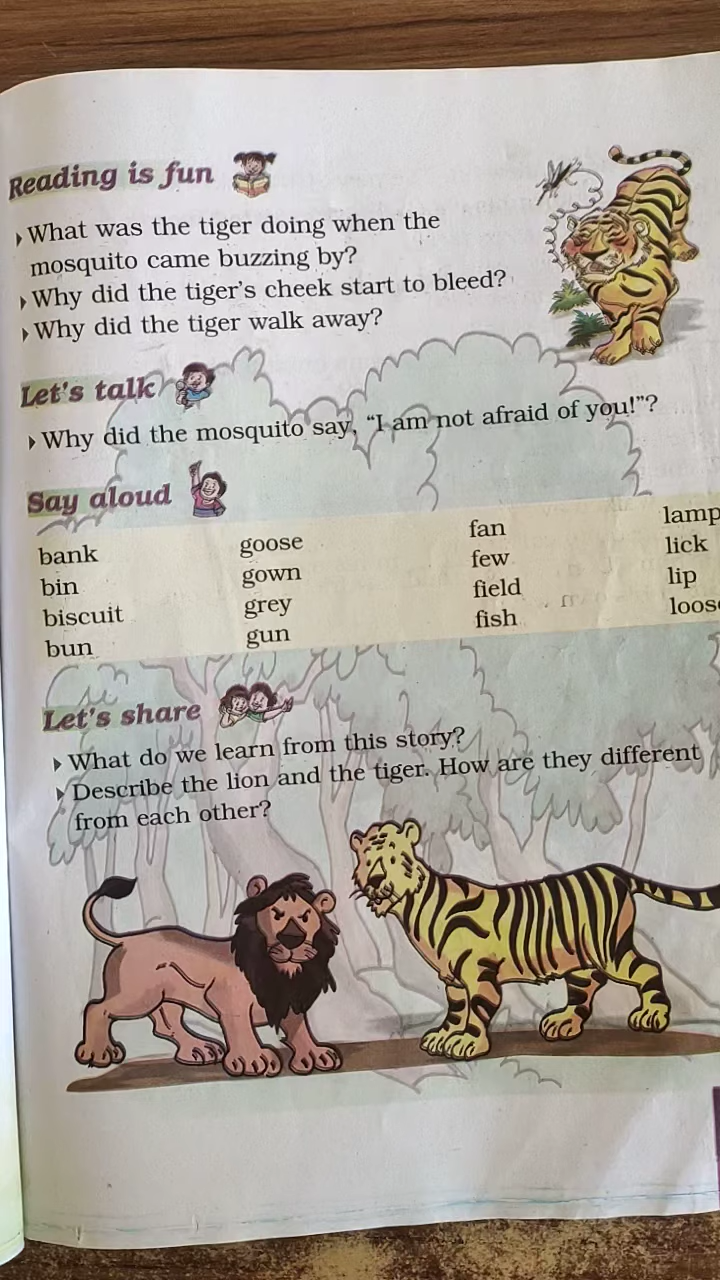 Reading is fun
What was the tiger doing when the
mosquito came buzzing by?
Why did the tiger's cheek start to bleed?
Why did the tiger walk away?
Let's talk
Why did the mosquito say, “I am not afraid of you!”?
Say aloud
bank goose fan lamp
bin gown few lick
biscuit grey field lip
bun gun fish
Let's share
What do we learn from this story?
Describe the lion and the tiger. How are they different
from each other?